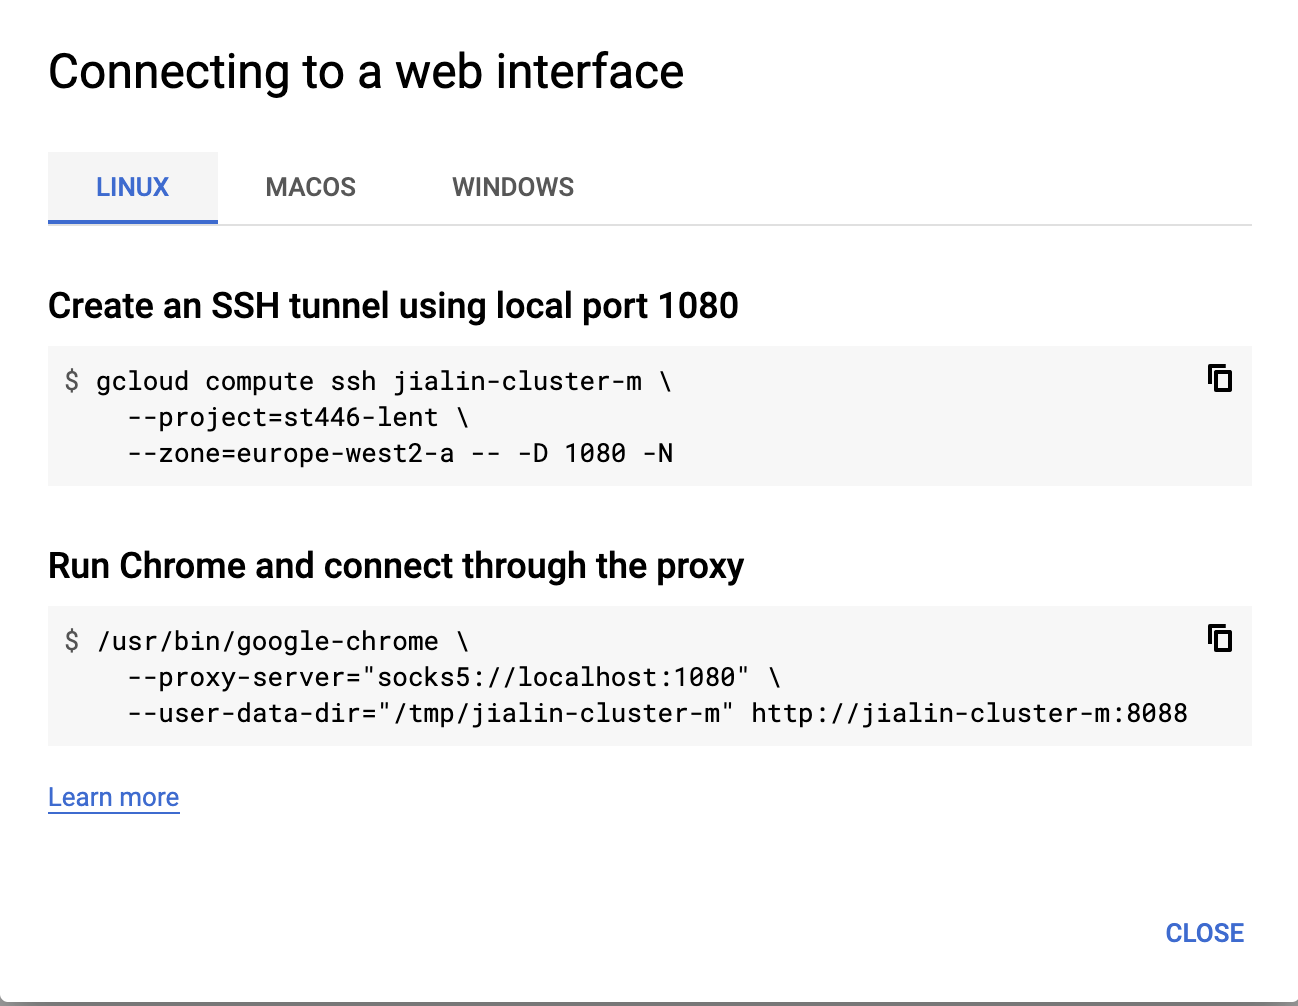 Connecting to a web interface
LINUX MACOS WINDOWS
Create an SSH tunnel using local port 1080
$ gcloud compute ssh jialin-cluster-m \
--project=st446-lent \
--zone=europe-west2-a -- -D 1080 -N
Run Chrome and connect through the proxy
$ /usr/bin/google-chrome \
--proxy-server="socks5://localhost:1080" \
--user-data-dir="/tmp/jialin-cluster-m" http://jialin-cluster-m:8088
Learn more
CLOSE